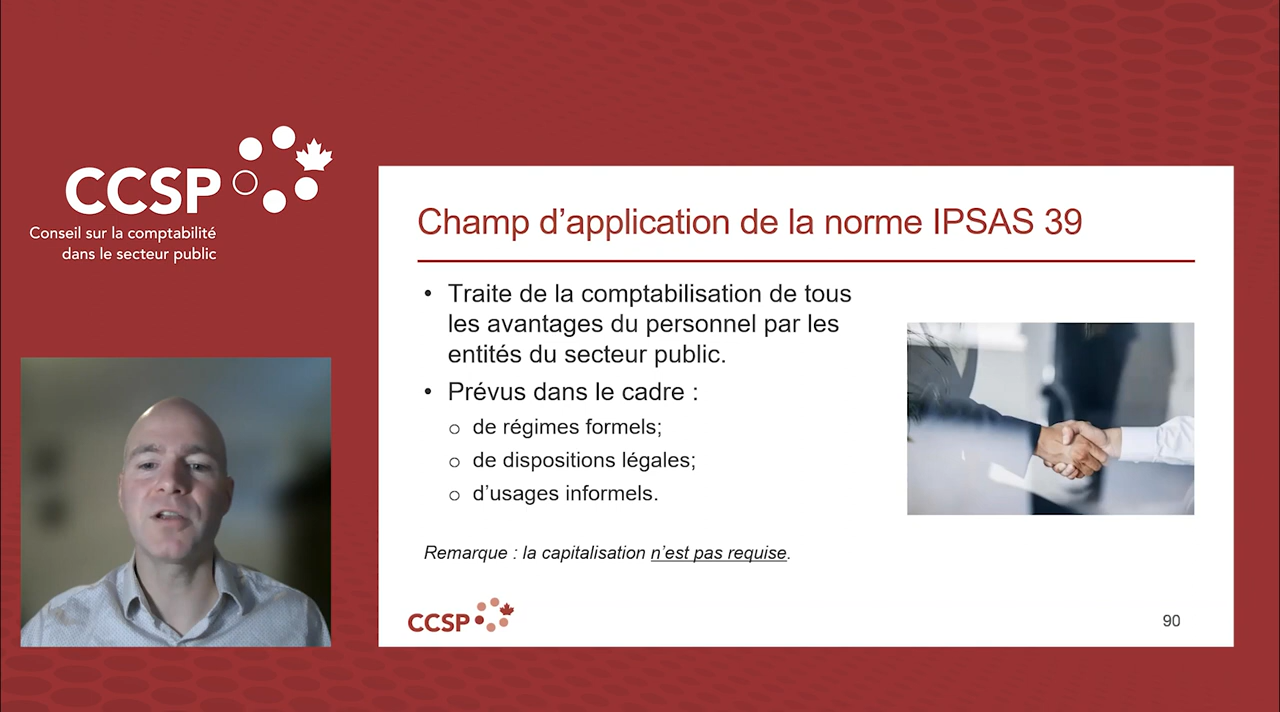 CCSP
Conseil sur la comptabilité
dans le secteur public
Champ d’application de la norme IPSAS 39
• Traite de la comptabilisation de tous
les avantages du personnel par les
entités du secteur public.
• Prévus dans le cadre :
o de régimes formels;
o de dispositions légales;
o d’usages informels.
Remarque : la capitalisation n’est pas requise.
CCSP
90